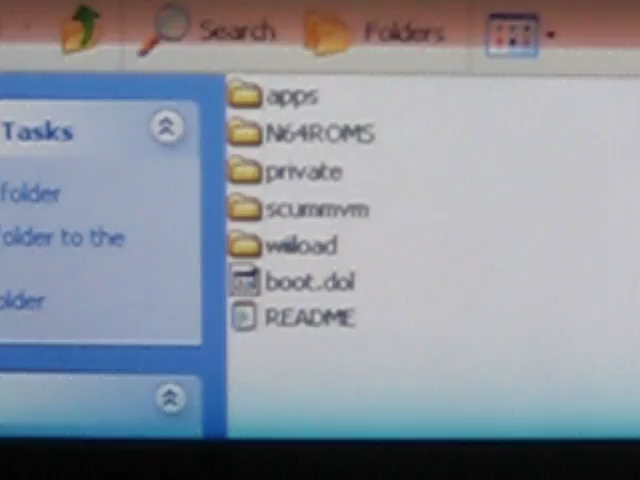 Search Folders
Tasks
folder
folder to the
older
apps
N64ROMS
private
scummvm
wiiload
boot.dol
README